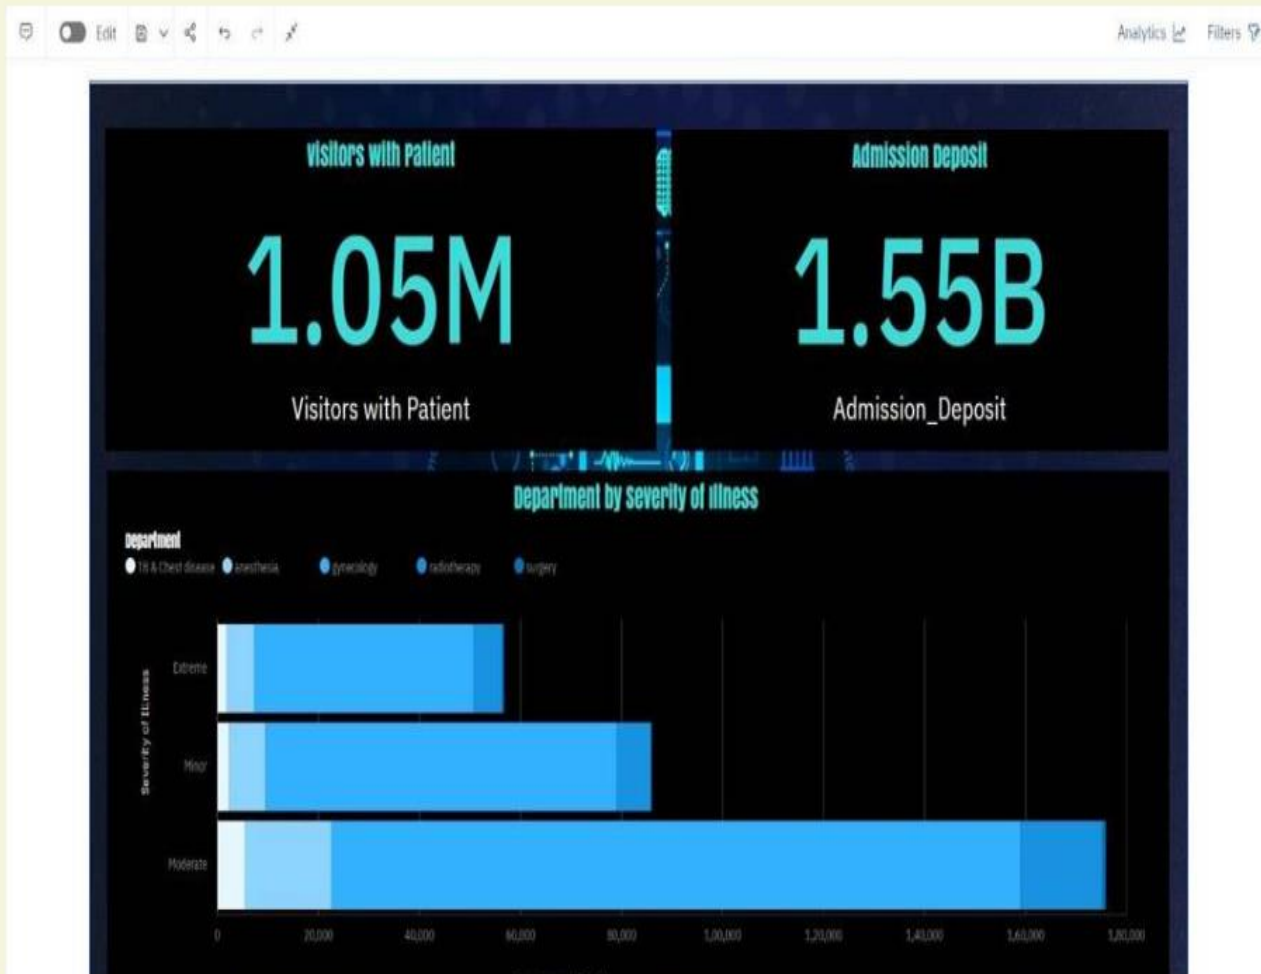 Edit
Analytics
Filters
Visitors with Patient
1.05M
Visitors with Patient
Admission Deposit
1.55B
Admission_Deposit
Department by Severity of Illness
Department
TB & Chest disease anesthesia gynecology radiotherapy surgery
Severity of ILness
Extreme
Minor
Moderate
0 20,000 40,000 60,000 80,000 1,00,000 1,20,000 1,40,000 1,60,000 1,80,000